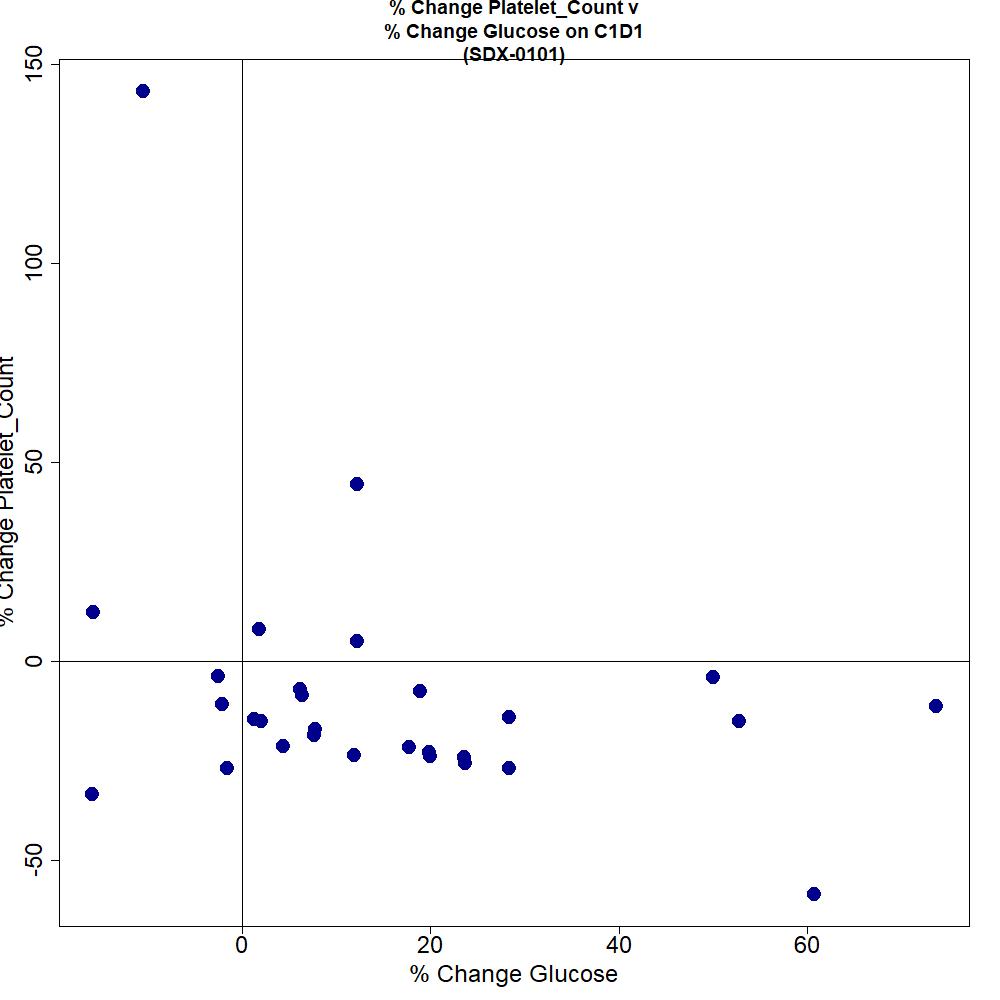 % Change Platelet_Count v
% Change Glucose on C1D1
(SDX-0101)
150
100
50
0
-50
% Change Platelet_Count
0
20
40
60
% Change Glucose